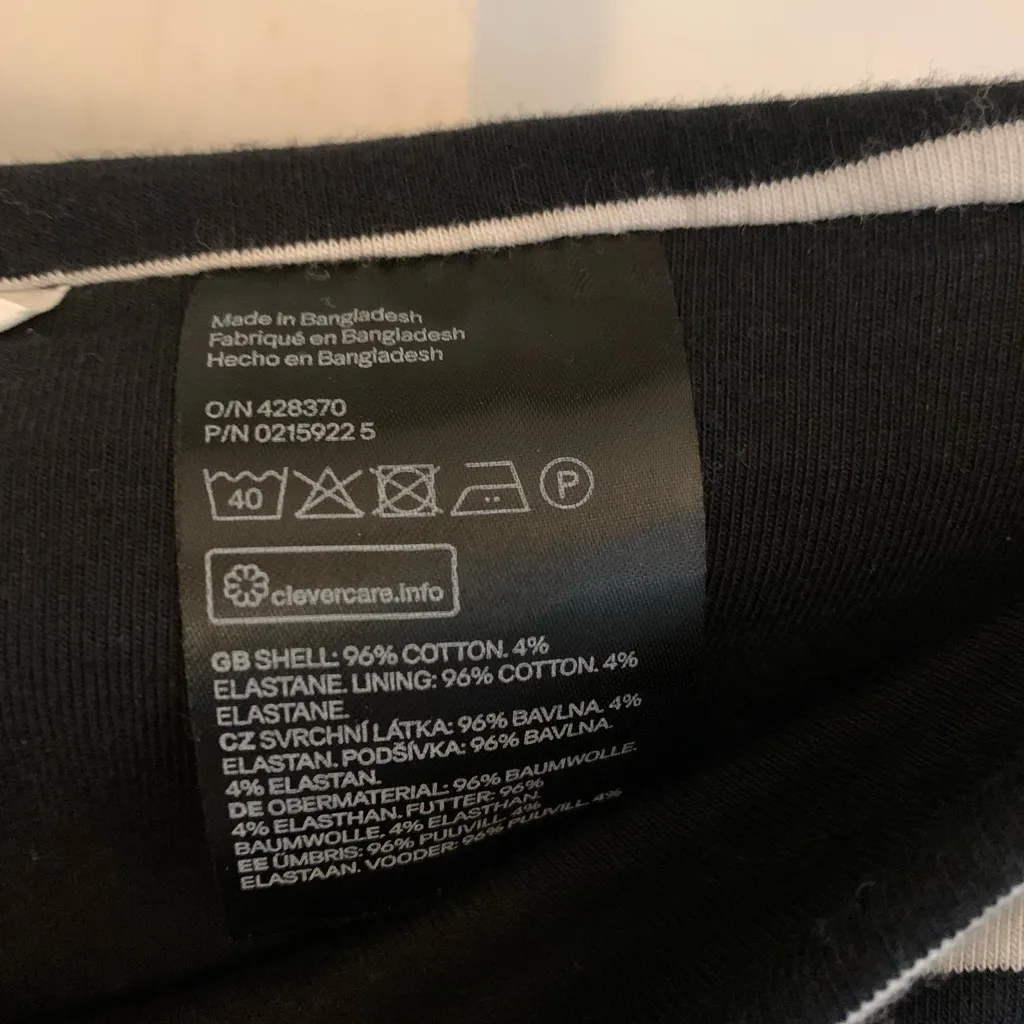 Made in Bangladesh
Fabriqué en Bangladesh
Hecho en Bangladesh
O/N 428370
P/N 0215922 5
40
P
clevercare.info
GB SHELL: 96% COTTON. 4%
ELASTANE. LINING: 96% COTTON. 4%
ELASTANE.
CZ SVRCHNÍ LÁTKA: 96% BAVLNA. 4%
ELASTAN. PODŠÍVKA: 96% BAVLNA.
4% ELASTAN.
DE OBERMATERIAL: 96% BAUMWOLLE.
4% ELASTHAN. FUTTER: 96%
BAUMWOLLE. 4% ELASTHAN.
EE ÜMBRIS: 96% PUUVILL. 4%
ELASTAAN. VOODER: 96% PUUVILL. 4%